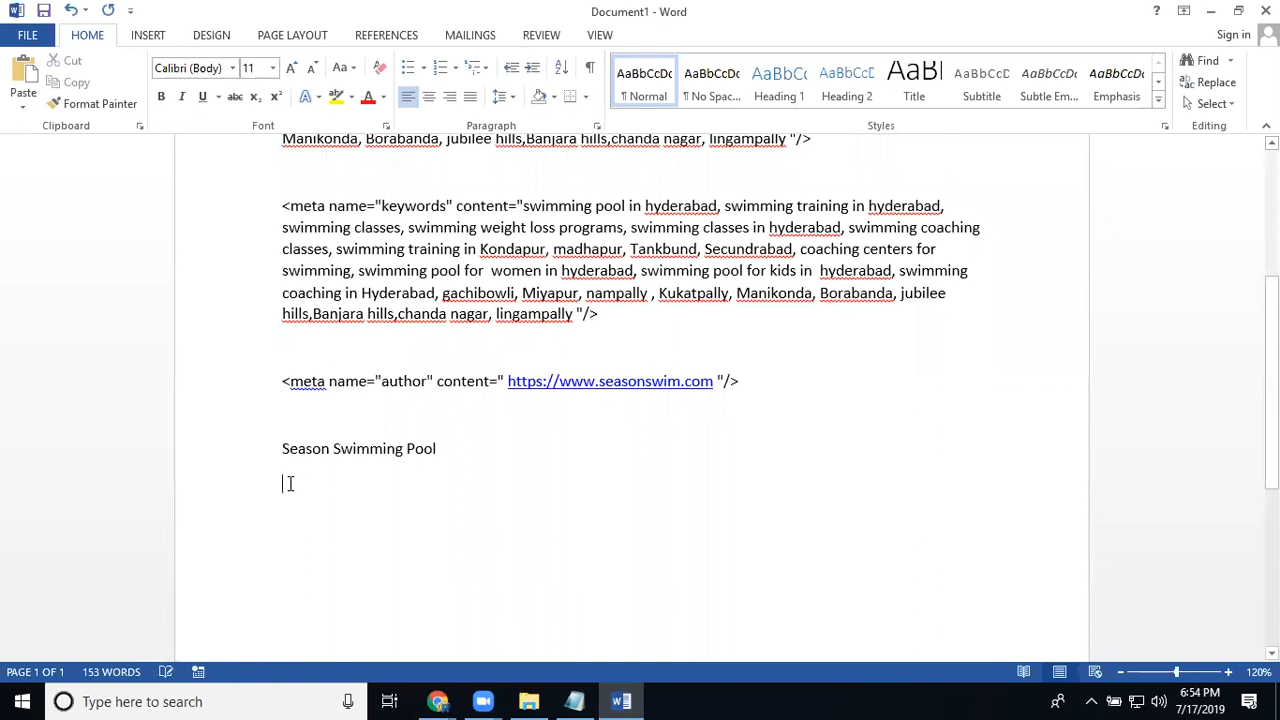 Document1 - Word
Sign in
FILE HOME INSERT DESIGN PAGE LAYOUT REFERENCES MAILINGS REVIEW VIEW
Paste
Cut
Copy
Format Painter
Clipboard
Calibri (Body) 11
Font
Paragraph
AaBbCcDc AaBbCcDc AaBbCc AaBbCcC AaBl AaBbCcD AaBbCcDc AaBbCcDc
¶ Normal ¶ No Spac... Heading 1 Heading 2 Title Subtitle Subtle Em... Emphasis
Styles
Find
Replace
Select
Editing
Manikonda, Borabanda, jubilee hills,Banjara hills,chanda nagar, lingampally "/>
<meta name="keywords" content="swimming pool in hyderabad, swimming training in hyderabad,
swimming classes, swimming weight loss programs, swimming classes in hyderabad, swimming coaching
classes, swimming training in Kondapur, madhapur, Tankbund, Secundrabad, coaching centers for
swimming, swimming pool for  women in hyderabad, swimming pool for kids in  hyderabad, swimming
coaching in Hyderabad, gachibowli, Miyapur, nampally , Kukatpally, Manikonda, Borabanda, jubilee
hills,Banjara hills,chanda nagar, lingampally "/>
<meta name="author" content=" https://www.seasonswim.com "/>
Season Swimming Pool
PAGE 1 OF 1 153 WORDS
120%
Type here to search
6:54 PM
7/17/2019